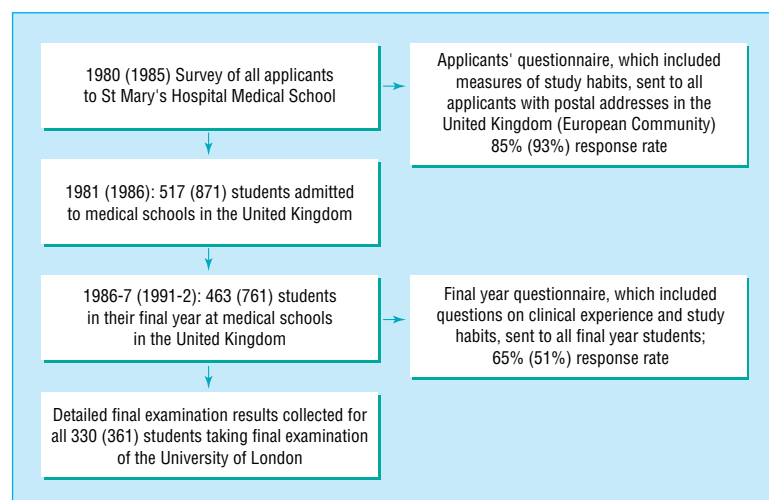 1980 (1985) Survey of all applicants
to St Mary's Hospital Medical School
Applicants' questionnaire, which included
measures of study habits, sent to all
applicants with postal addresses in the
United Kingdom (European Community)
85% (93%) response rate
1981 (1986): 517 (871) students admitted
to medical schools in the United Kingdom
1986-7 (1991-2): 463 (761) students
in their final year at medical schools
in the United Kingdom
Final year questionnaire, which included
questions on clinical experience and study
habits, sent to all final year students;
65% (51%) response rate
Detailed final examination results collected for
all 330 (361) students taking final examination
of the University of London